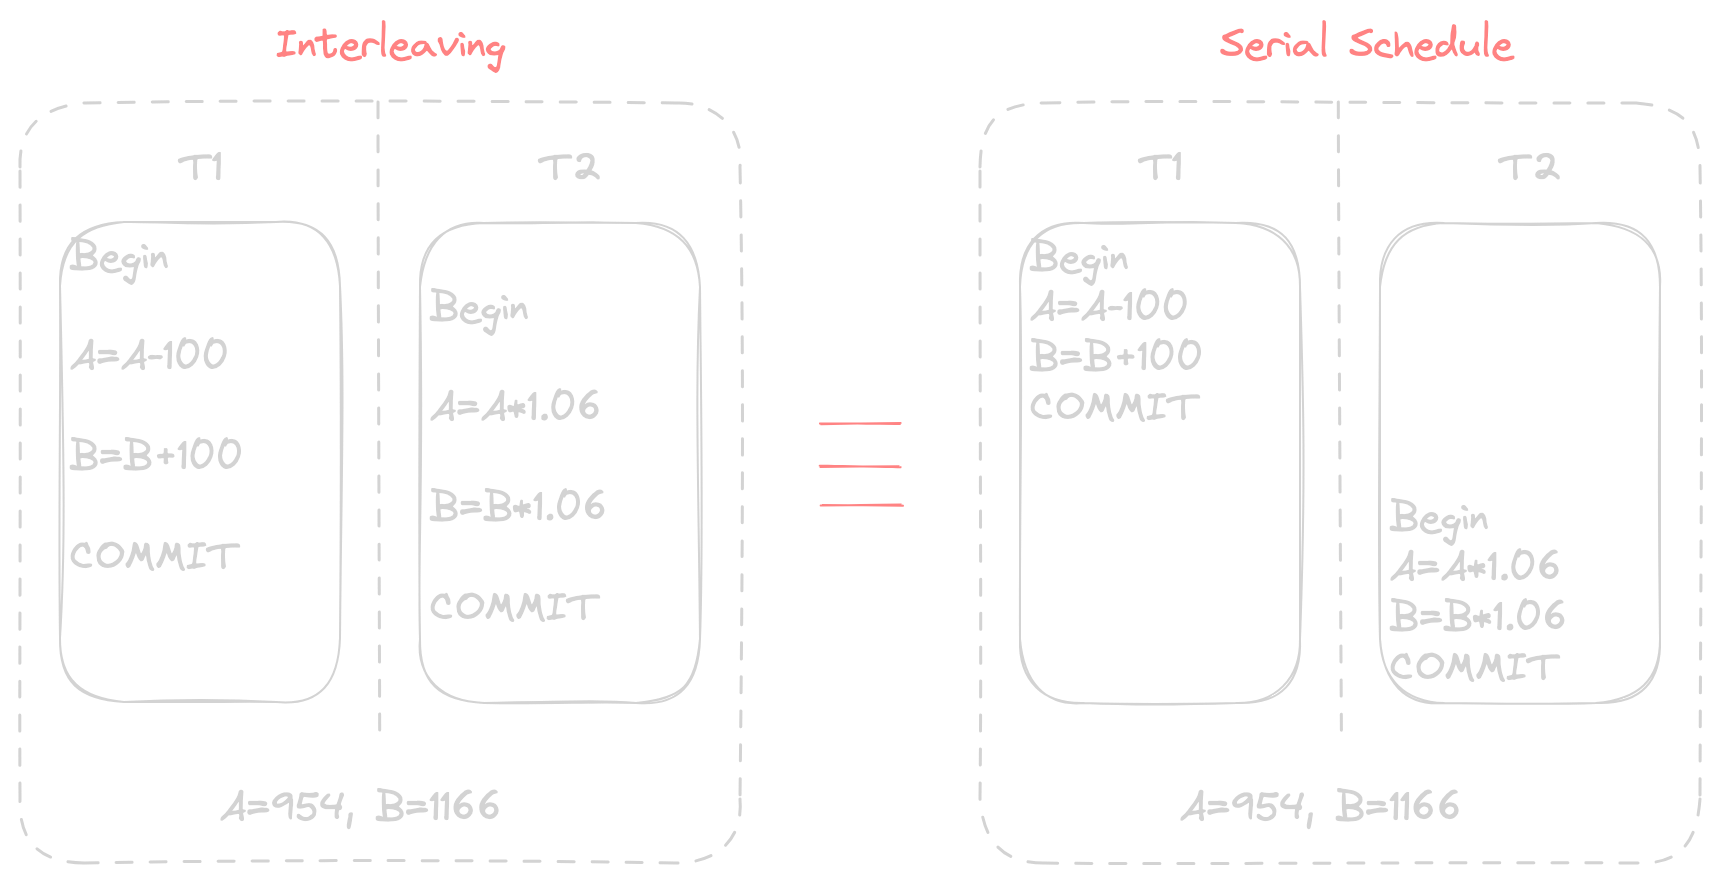 Interleaving
T1
T2
Begin
Begin
A=A-100
A=A*1.06
B=B+100
B=B*1.06
COMMIT
COMMIT
A=954, B=1166
Serial Schedule
T1
T2
Begin
A=A-100
B=B+100
COMMIT
Begin
A=A*1.06
B=B*1.06
COMMIT
A=954, B=1166